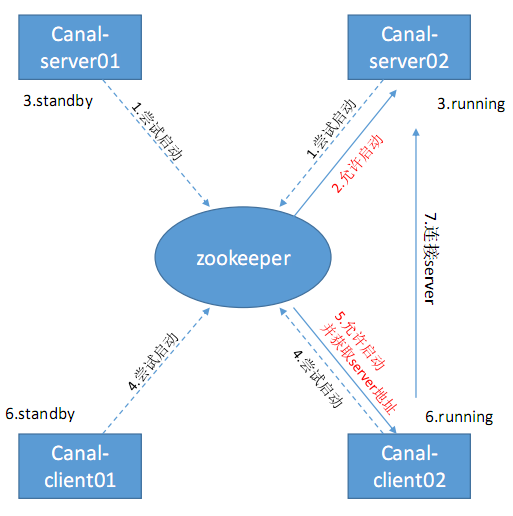 Canal-
server01
Canal-
server02
3.standby
3.running
1.尝试启动
1.尝试启动
2.允许启动
zookeeper
7.连接server
4.尝试启动
5.允许启动
并获取server地址
4.尝试启动
6.standby
6.running
Canal-
client01
Canal-
client02